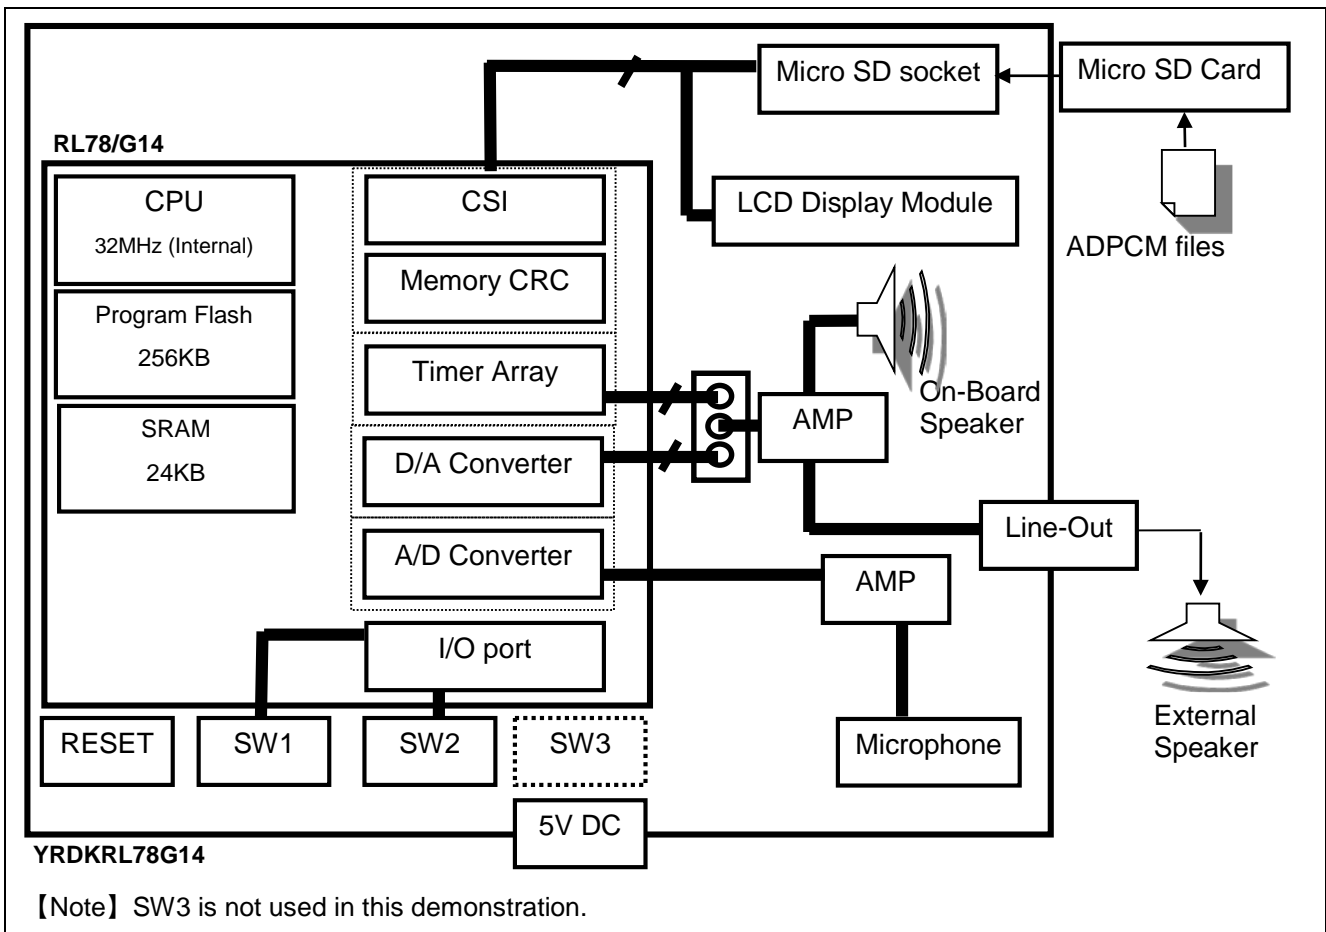 Micro SD socket
Micro SD Card
RL78/G14
CPU
32MHz (Internal)
CSI
LCD Display Module
ADPCM files
Memory CRC
Program Flash
256KB
Timer Array
On-Board
Speaker
AMP
SRAM
24KB
D/A Converter
Line-Out
A/D Converter
AMP
I/O port
External
Speaker
RESET
SW1
SW2
SW3
Microphone
5V DC
YRDKRL78G14
【Note】SW3 is not used in this demonstration.